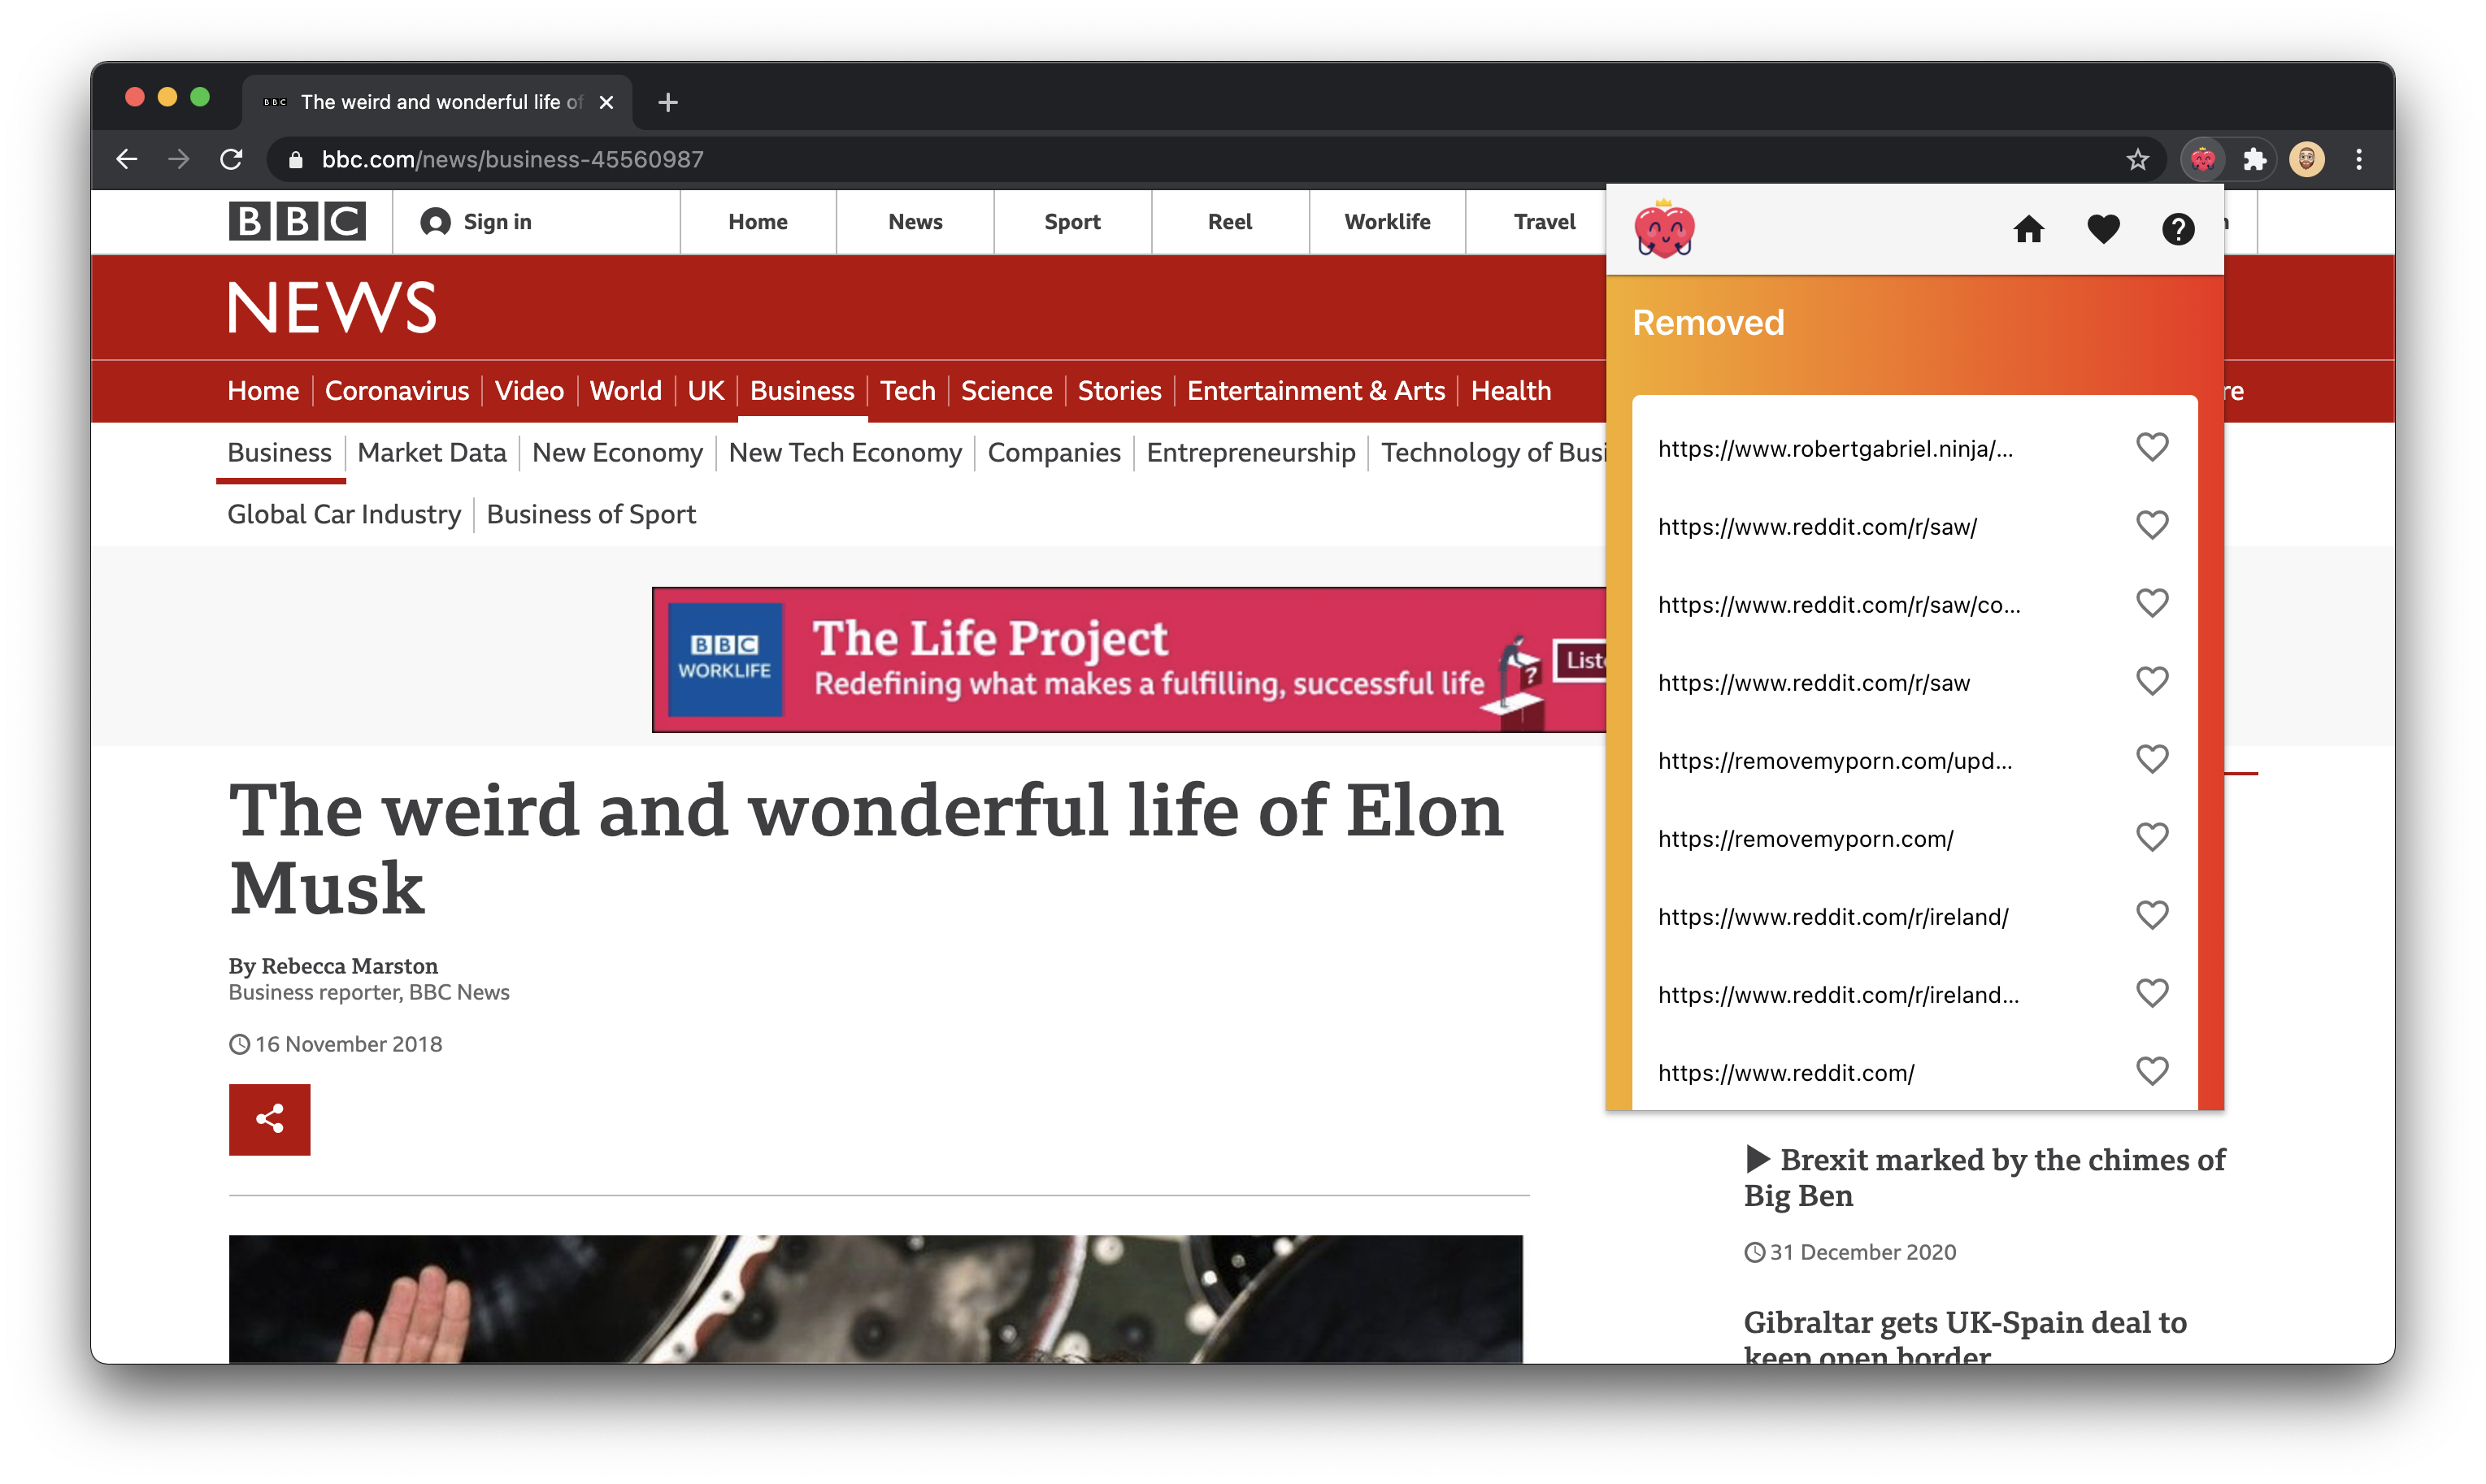 BBC The weird and wonderful life of
bbc.com/news/business-45560987
BBC Sign in Home News Sport Reel Worklife Travel
NEWS
Home Coronavirus Video World UK Business Tech Science Stories Entertainment & Arts Health
Business Market Data New Economy New Tech Economy Companies Entrepreneurship Technology of Busi
Global Car Industry Business of Sport
BBC
WORKLIFE
The Life Project
Redefining what makes a fulfilling, successful life
?
The weird and wonderful life of Elon
Musk
By Rebecca Marston
Business reporter, BBC News
16 November 2018
Removed
https://www.robertgabriel.ninja/...
https://www.reddit.com/r/saw/
https://www.reddit.com/r/saw/co...
https://www.reddit.com/r/saw
https://removemyporn.com/upd...
https://removemyporn.com/
https://www.reddit.com/r/ireland/
https://www.reddit.com/r/ireland...
https://www.reddit.com/
Brexit marked by the chimes of
Big Ben
31 December 2020
Gibraltar gets UK-Spain deal to
keep open border